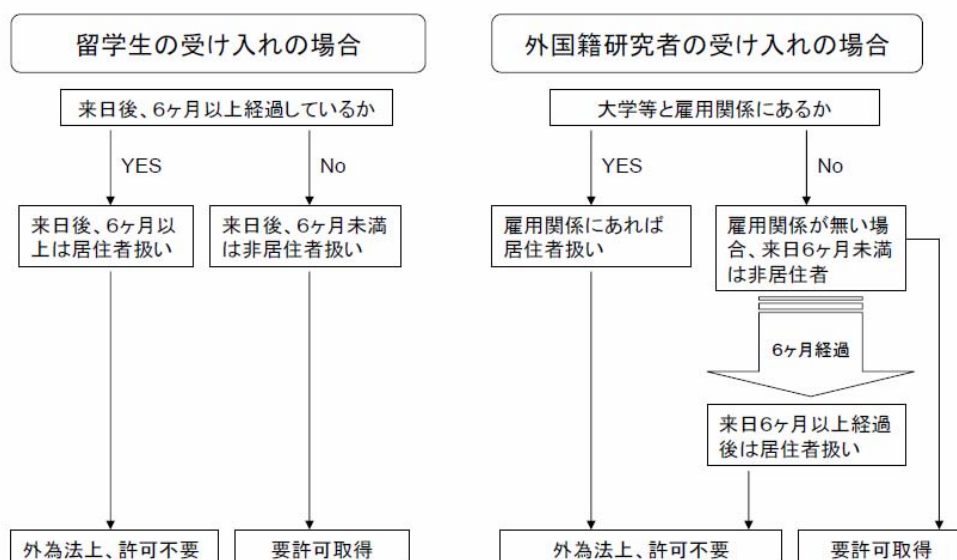 留学生の受け入れの場合
来日後、6ヶ月以上経過しているか
YES
No
来日後、6ヶ月以
上は居住者扱い
来日後、6ヶ月未満
は非居住者扱い
外為法上、許可不要
要許可取得
外国籍研究者の受け入れの場合
大学等と雇用関係にあるか
YES
No
雇用関係にあれば
居住者扱い
雇用関係が無い場
合、来日6ヶ月未満
は非居住者
6ヶ月経過
来日6ヶ月以上経過
後は居住者扱い
外為法上、許可不要
要許可取得